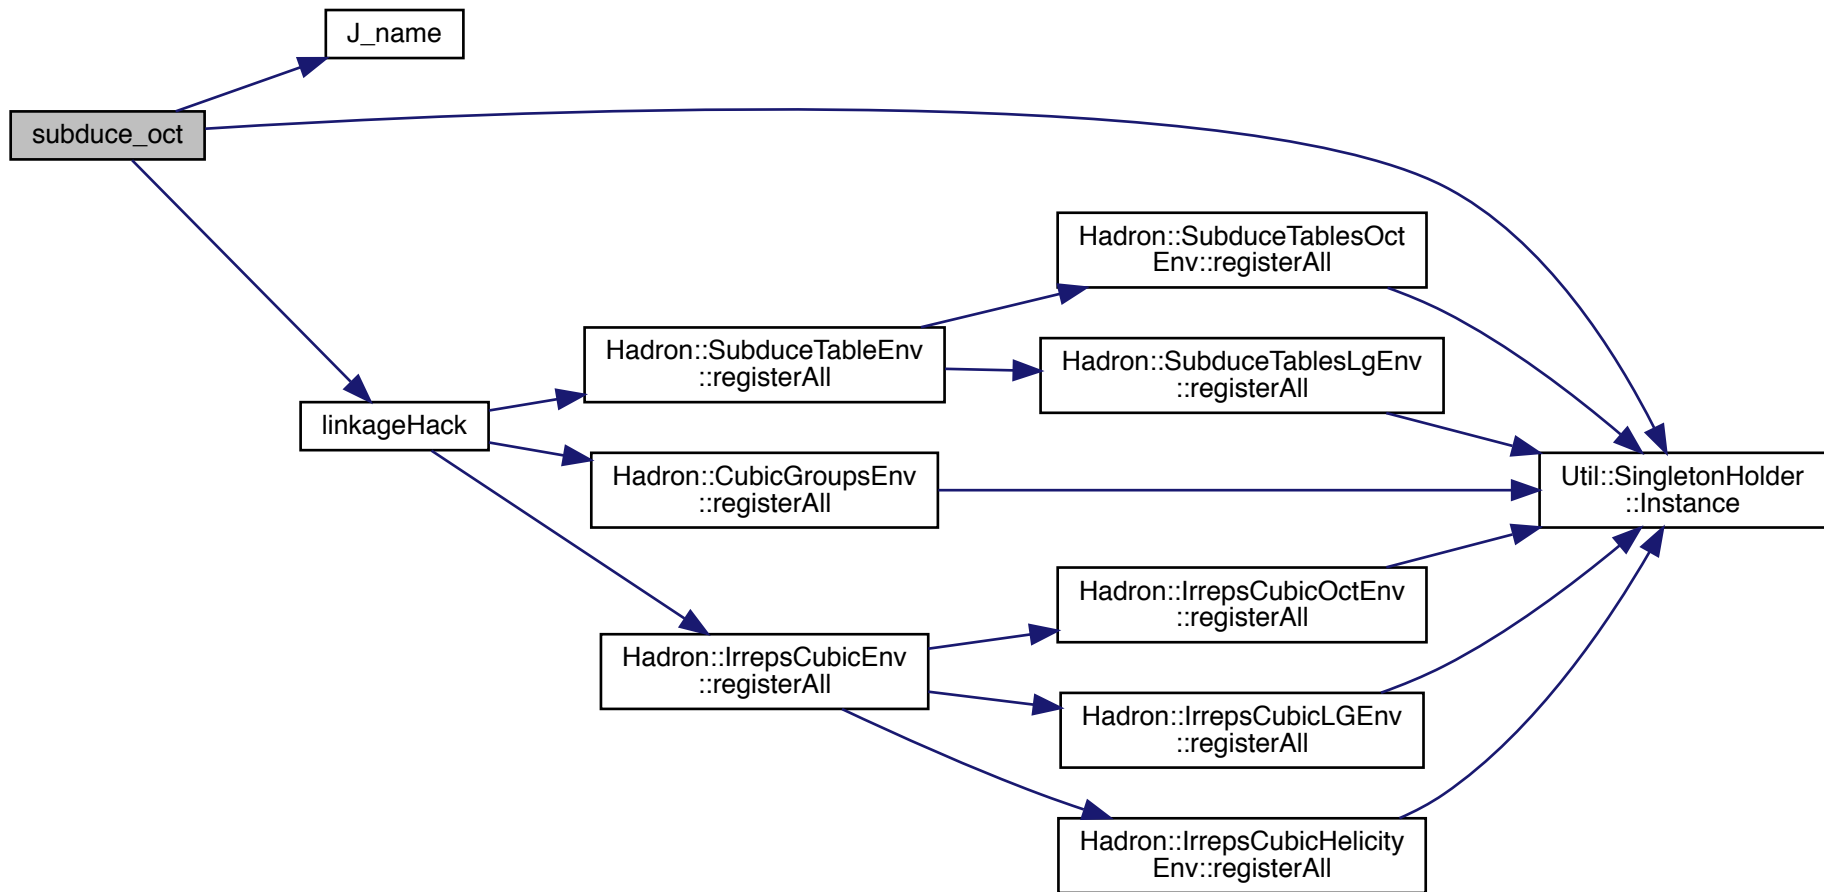 J_name
subduce_oct
Hadron::SubduceTablesOct
Env::registerAll
Hadron::SubduceTableEnv
::registerAll
Hadron::SubduceTablesLgEnv
::registerAll
linkageHack
Hadron::CubicGroupsEnv
::registerAll
Util::SingletonHolder
::Instance
Hadron::IrrepsCubicOctEnv
::registerAll
Hadron::IrrepsCubicEnv
::registerAll
Hadron::IrrepsCubicLGEnv
::registerAll
Hadron::IrrepsCubicHelicity
Env::registerAll